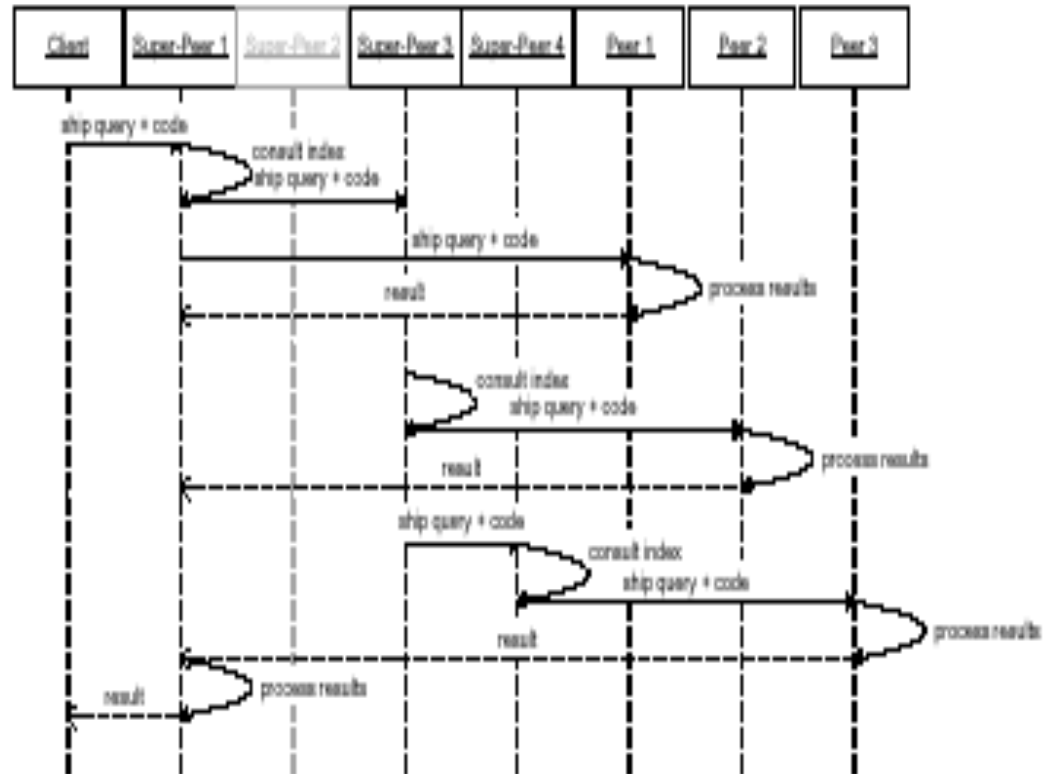 Client
Super-Peer 1
Super-Peer 2
Super-Peer 3
Super-Peer 4
Peer 1
Peer 2
Peer 3
ship query + code
consult index
ship query + code
ship query + code
process results
result
consult index
ship query + code
process results
result
ship query + code
consult index
ship query + code
process results
result
process results
result